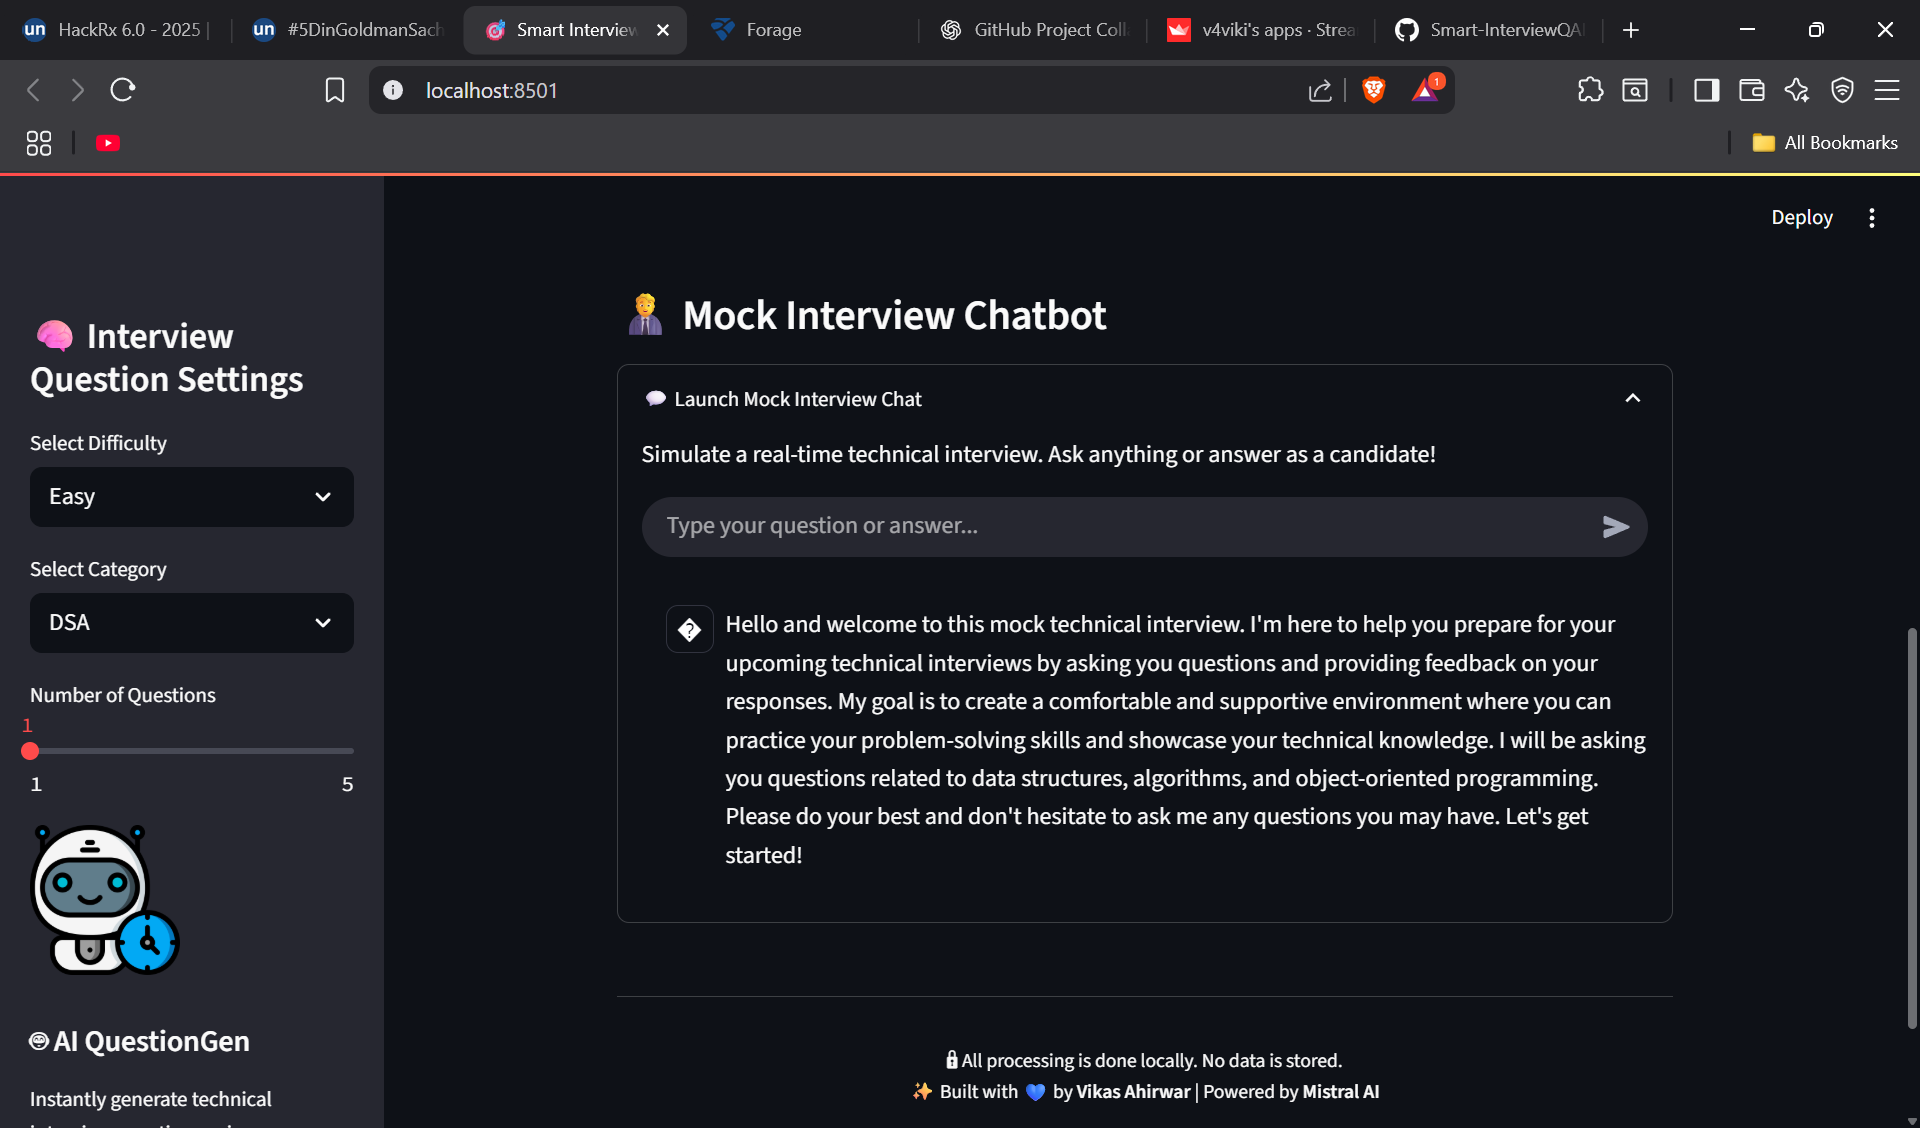 HackRx 6.0 - 2025 |
#5DinGoldmanSach
Smart Interview
Forage
GitHub Project Coll
v4viki's apps · Strea
Smart-InterviewQA
localhost:8501
1
All Bookmarks
Deploy
Interview
Question Settings
Select Difficulty
Easy
Select Category
DSA
Number of Questions
1
1 5
AI QuestionGen
Instantly generate technical
Mock Interview Chatbot
Launch Mock Interview Chat
Simulate a real-time technical interview. Ask anything or answer as a candidate!
Type your question or answer...
Hello and welcome to this mock technical interview. I'm here to help you prepare for your
upcoming technical interviews by asking you questions and providing feedback on your
responses. My goal is to create a comfortable and supportive environment where you can
practice your problem-solving skills and showcase your technical knowledge. I will be asking
you questions related to data structures, algorithms, and object-oriented programming.
Please do your best and don't hesitate to ask me any questions you may have. Let's get
started!
All processing is done locally. No data is stored.
Built with 💙 by Vikas Ahirwar | Powered by Mistral AI